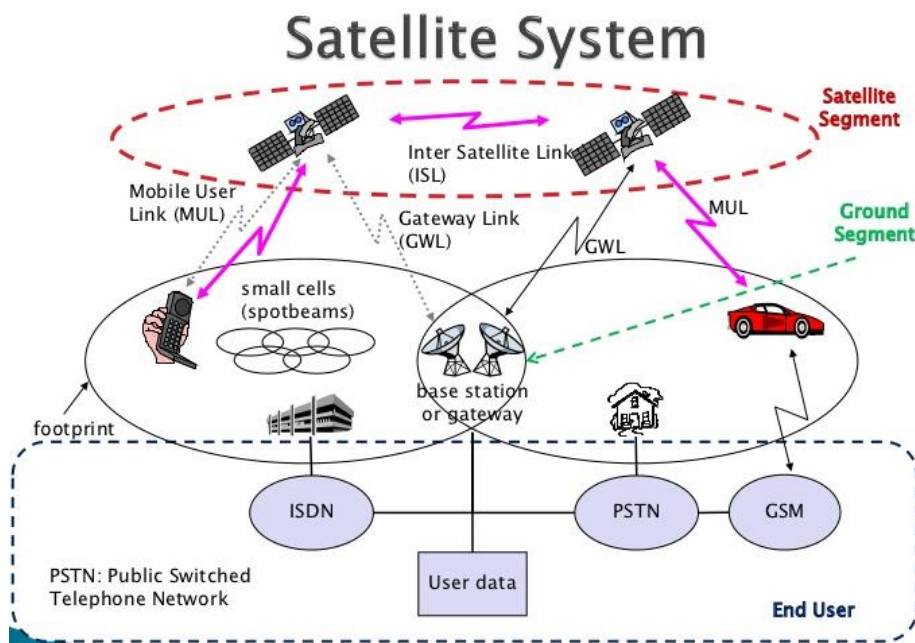 Satellite System
Satellite
Segment
Inter Satellite Link
(ISL)
Mobile User
Link (MUL)
Gateway Link
(GWL)
MUL
GWL
Ground
Segment
small cells
(spotbeams)
base station
or gateway
footprint
ISDN
PSTN
GSM
User data
PSTN: Public Switched
Telephone Network
End User